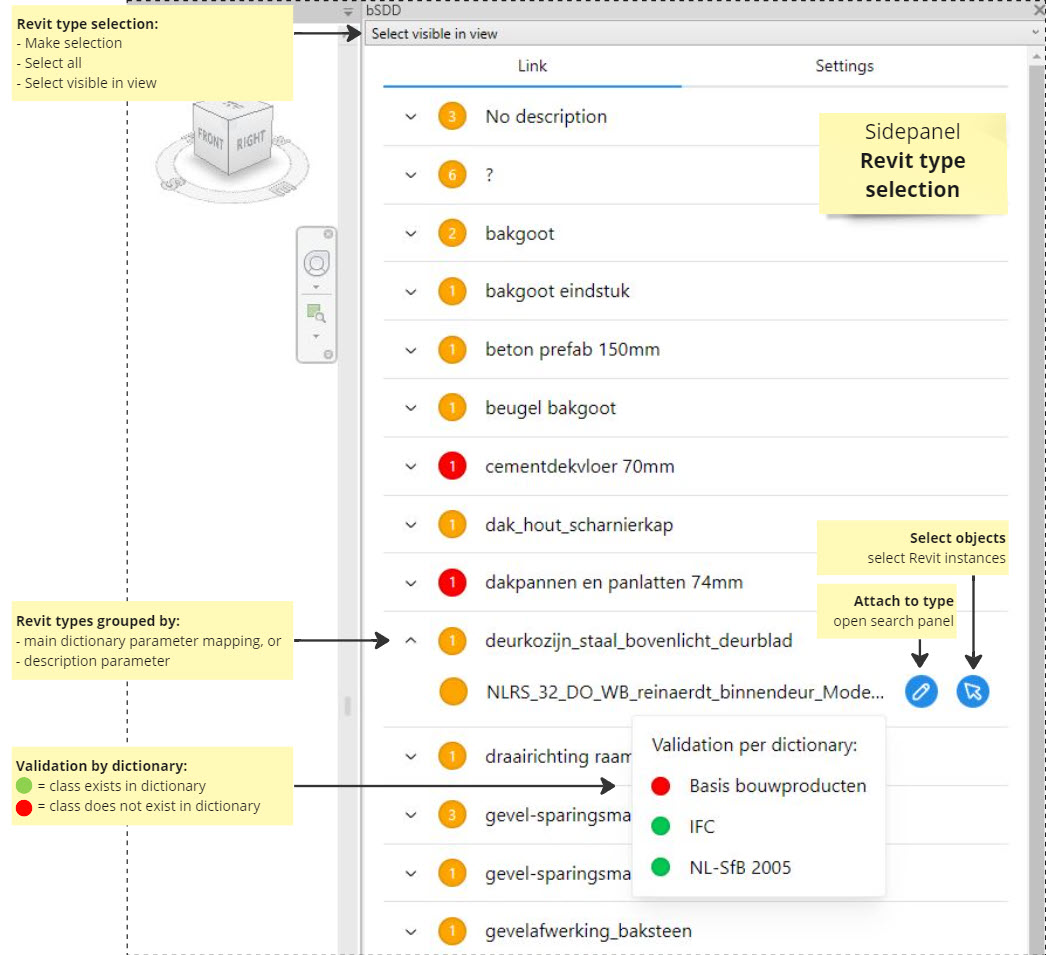 bSDD
Select visible in view
Revit type selection:
- Make selection
- Select all
- Select visible in view
FRONT
RIGHT
Link
Settings
3 No description
Sidepanel
Revit type
selection
6 ?
2 bakgoot
1 bakgoot eindstuk
1 beton prefab 150mm
1 beugel bakgoot
1 cementdekvloer 70mm
1 dak_hout_scharnierkap
Select objects
select Revit instances
1 dakpannen en panlatten 74mm
Attach to type
open search panel
Revit types grouped by:
- main dictionary parameter mapping, or
- description parameter
1 deurkozijn_staal_bovenlicht_deurblad
NLRS_32_DO_WB_reinaerdt_binnendeur_Mode...
Validation by dictionary:
= class exists in dictionary
= class does not exist in dictionary
1 draairichting raam
Validation per dictionary:
Basis bouwproducten
IFC
NL-SfB 2005
3 gevel-sparingsma
1 gevel-sparingsma
1 gevelafwerking_baksteen